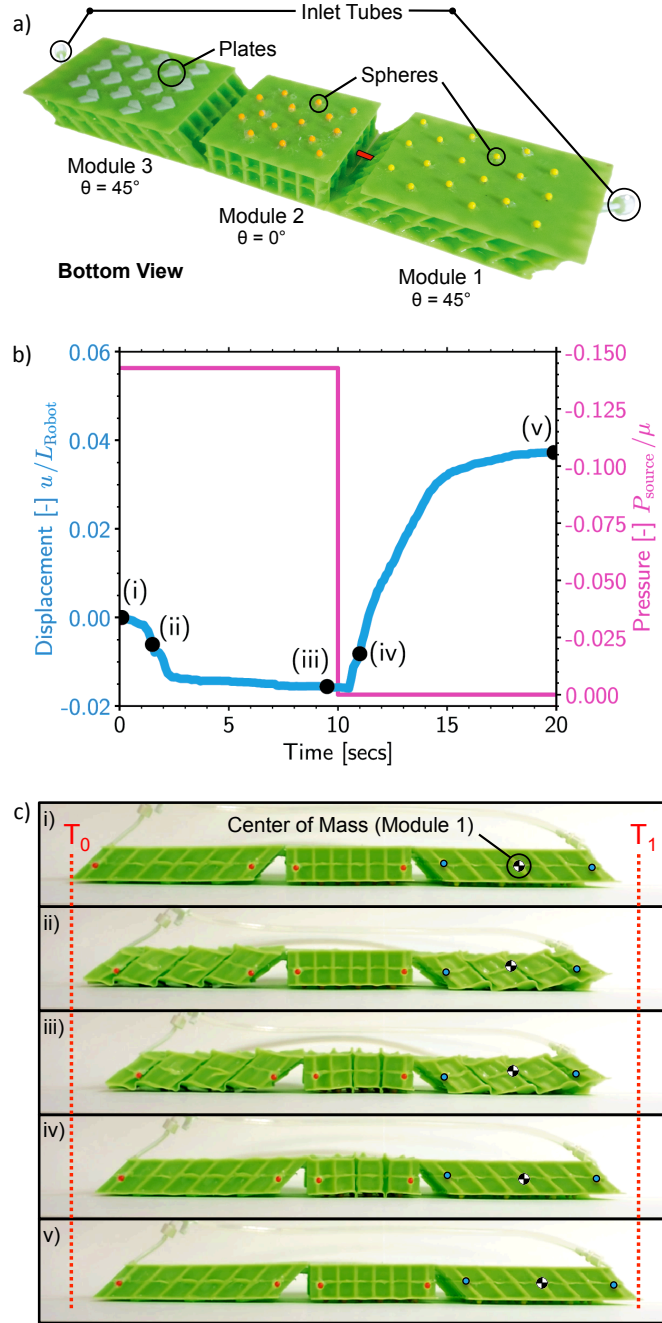 a)
Inlet Tubes
Plates
Spheres
Module 3
θ = 45°
Module 2
θ = 0°
Module 1
θ = 45°
Bottom View
b)
Displacement [-] u/L_Robot
0.06
0.04
0.02
0.00
-0.02
(i)
(ii)
(iii)
(iv)
(v)
-0.150
-0.125
-0.100
-0.075
-0.050
-0.025
0.000
Pressure [-] P_source/μ
0
5
10
15
20
Time [secs]
c)
i)
T_0
Center of Mass (Module 1)
T_1
ii)
iii)
iv)
v)